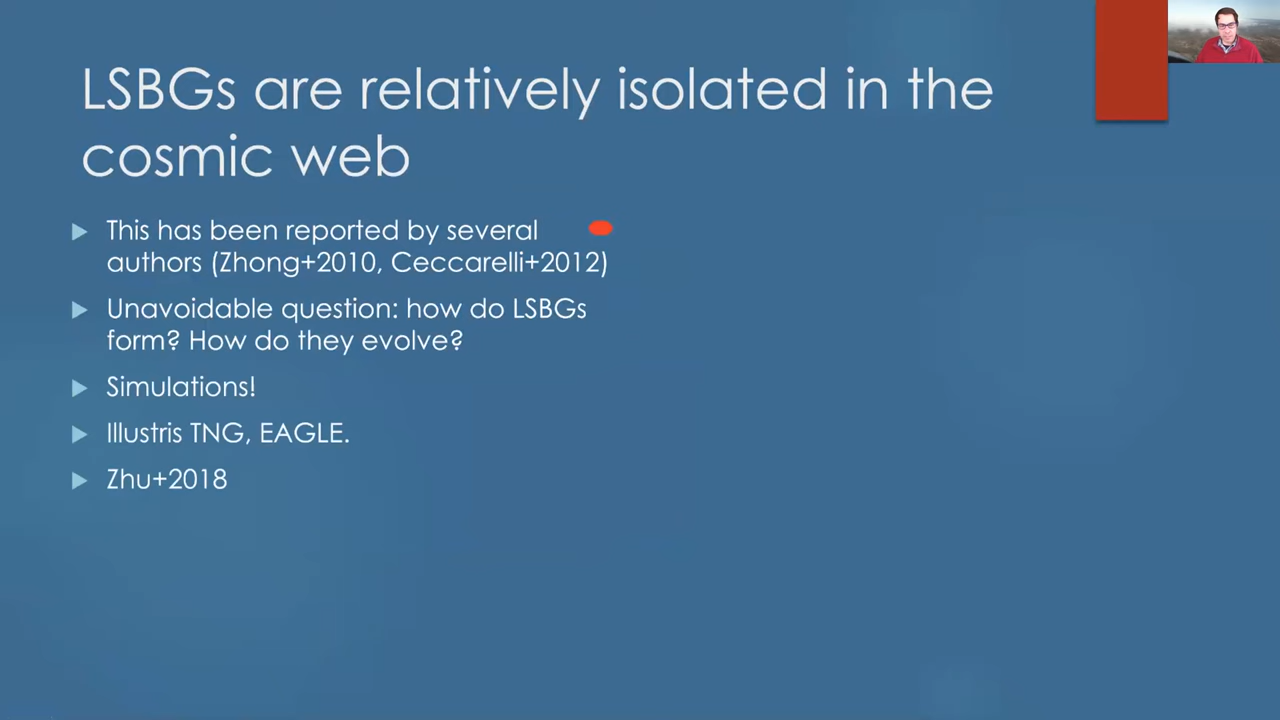 LSBGs are relatively isolated in the
cosmic web
This has been reported by several
authors (Zhong+2010, Ceccarelli+2012)
Unavoidable question: how do LSBGs
form? How do they evolve?
Simulations!
Illustris TNG, EAGLE.
Zhu+2018